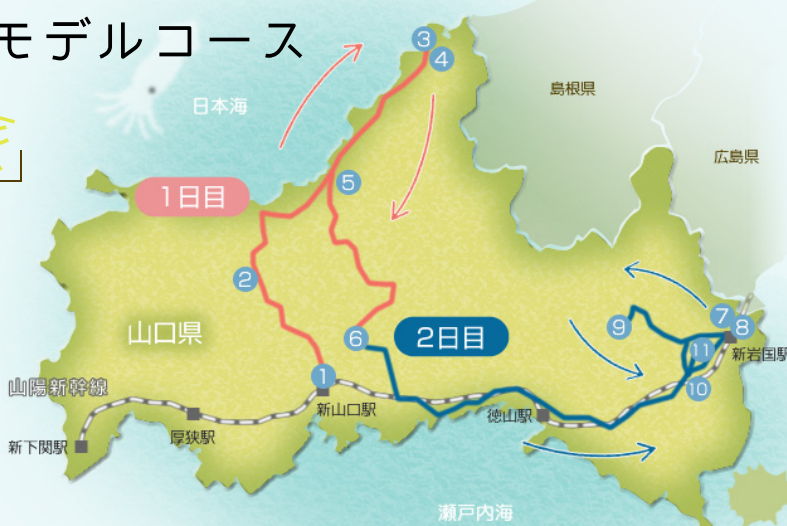 モデルコース
日本海
島根県
広島県
3
4
1日目
5
2
山口県
6
2日目
9
7
8
11
新岩国駅
10
1
山陽新幹線
新山口駅
徳山駅
厚狭駅
新下関駅
瀬戸内海